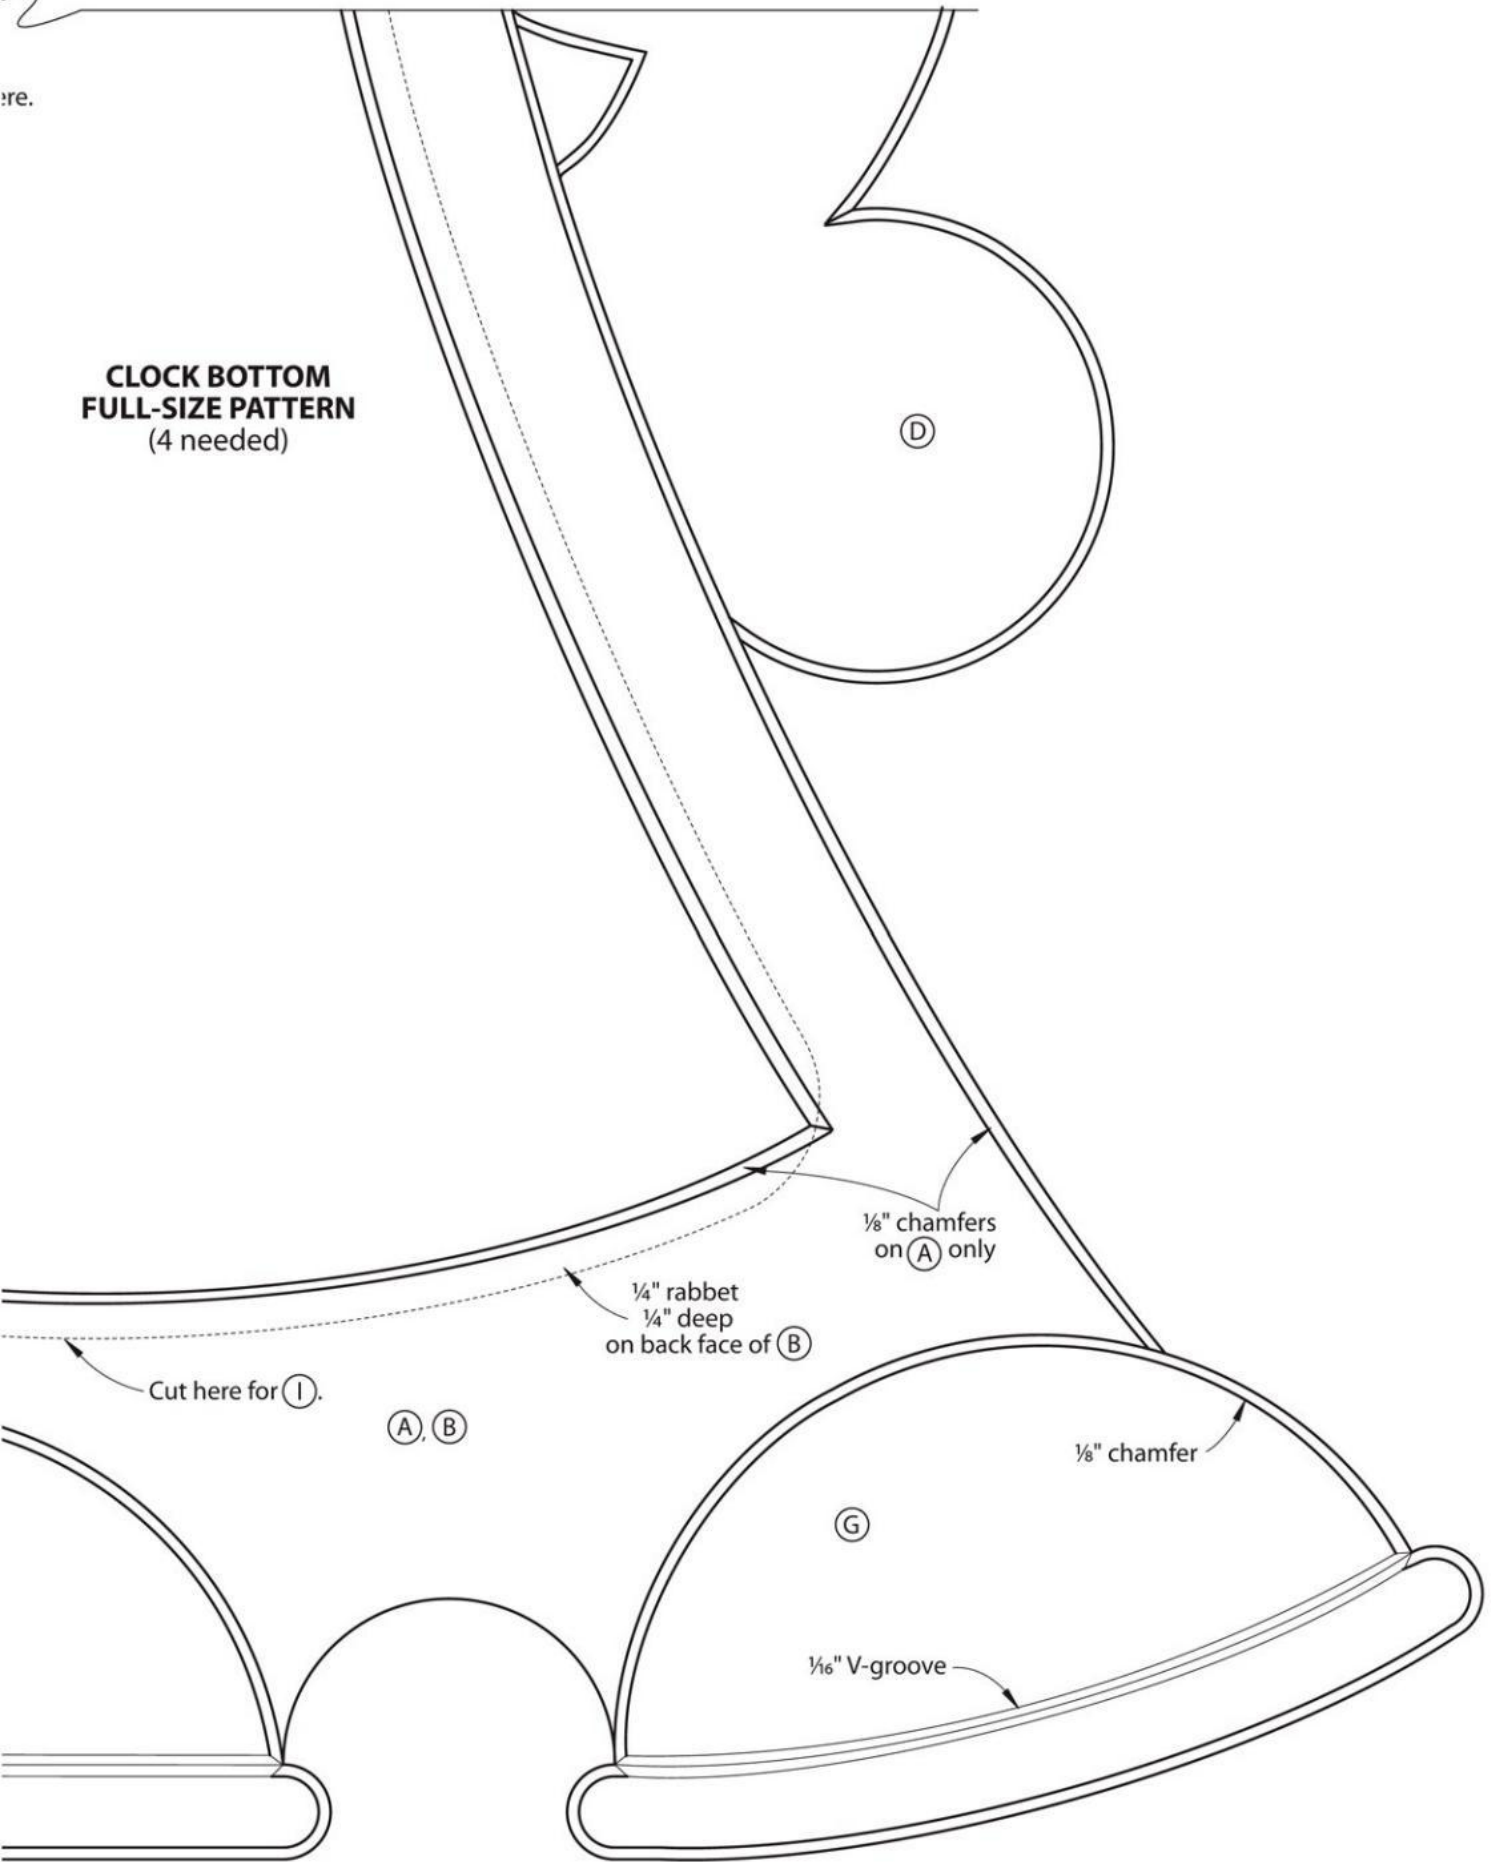 ere.
CLOCK BOTTOM
FULL-SIZE PATTERN
(4 needed)
D
⅛" chamfers
on A only
¼" rabbet
¼" deep
on back face of B
Cut here for I.
A, B
⅛" chamfer
G
1⁄16" V-groove